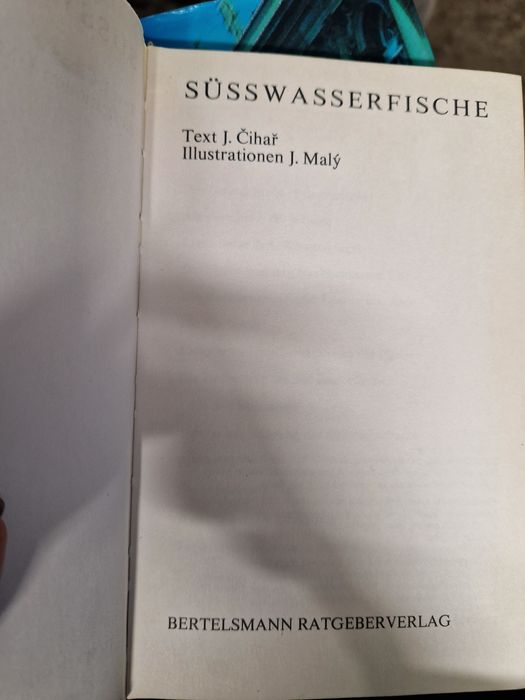 SÜSSWASSERFISCHE
Text J. Čihař
Illustrationen J. Malý
BERTELSMANN RATGEBERVERLAG